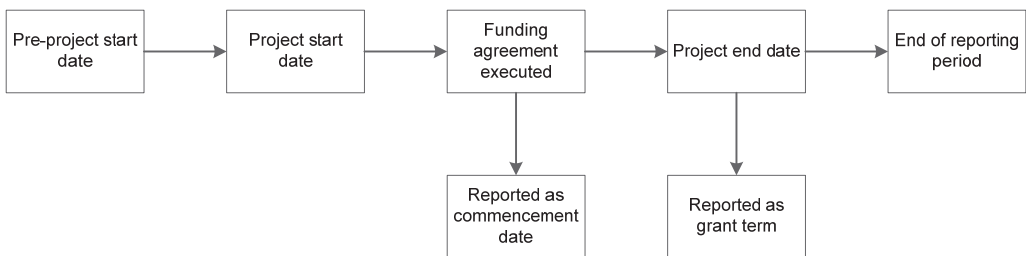 Pre-project start
date
Project start
date
Funding
agreement
executed
Project end date
End of reporting
period
Reported as
commencement
date
Reported as
grant term